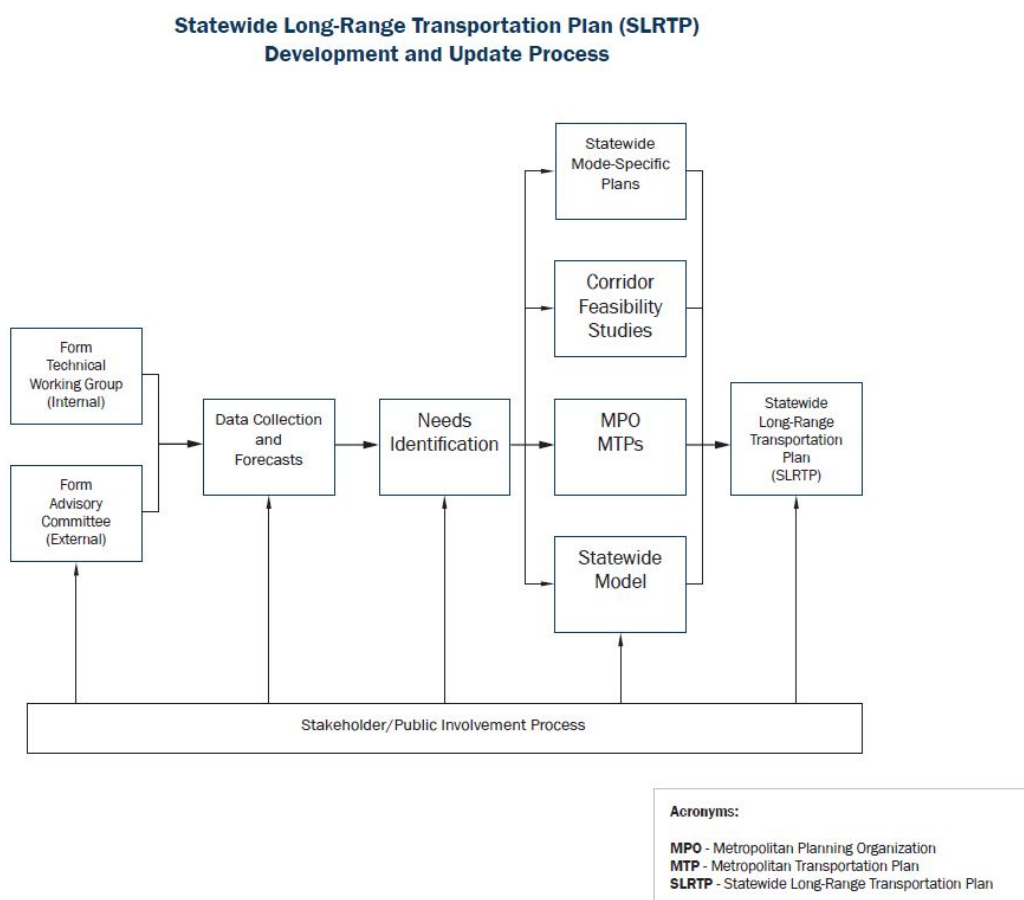 Statewide Long-Range Transportation Plan (SLRTP)
Development and Update Process
Statewide
Mode-Specific
Plans
Corridor
Feasibility
Studies
Form
Technical
Working Group
(Internal)
Form
Advisory
Committee
(External)
Data Collection
and
Forecasts
Needs
Identification
MPO
MTPs
Statewide
Model
Statewide
Long-Range
Transportation
Plan
(SLRTP)
Stakeholder/Public Involvement Process
Acronyms:
MPO - Metropolitan Planning Organization
MTP - Metropolitan Transportation Plan
SLRTP - Statewide Long-Range Transportation Plan